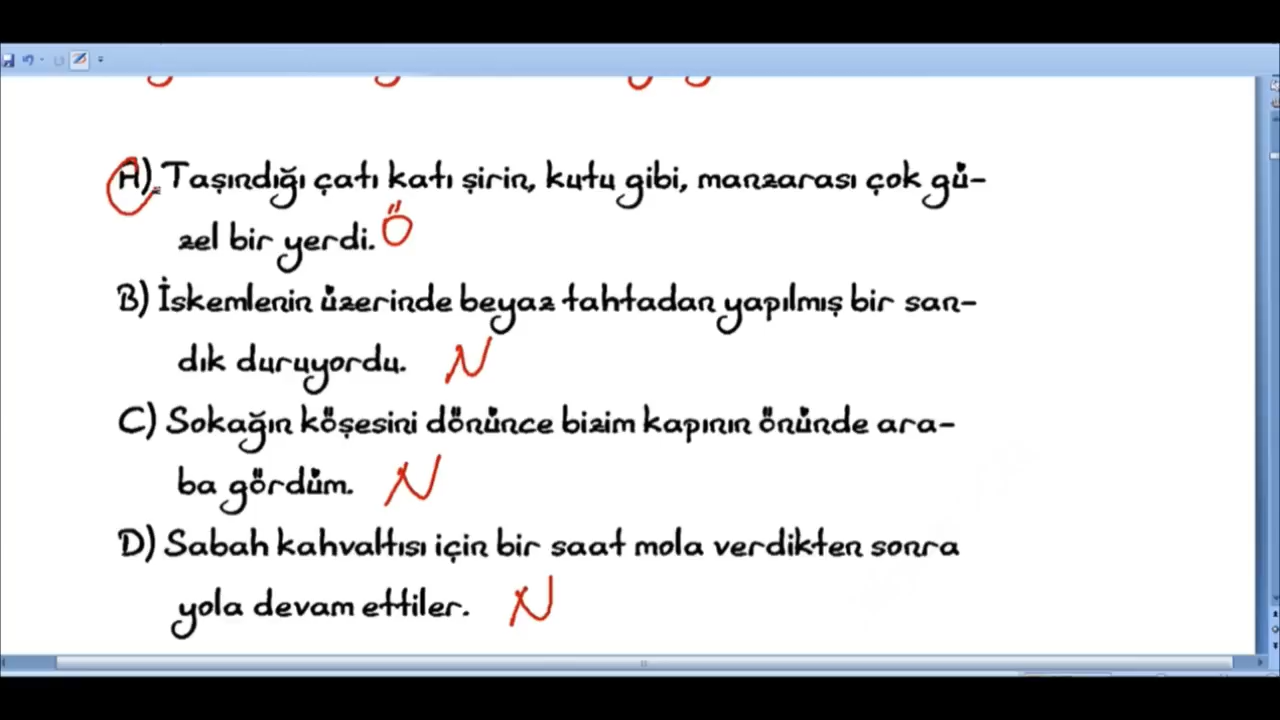 A) Taşındığı çatı katı şirin, kutu gibi, manzarası çok gü-
zel bir yerdi. Ö
B) İskemlenin üzerinde beyaz tahtadan yapılmış bir san-
dık duruyordu. N
C) Sokağın köşesini dönünce bizim kapının önünde ara-
ba gördüm. N
D) Sabah kahvaltısı için bir saat mola verdikten sonra
yola devam ettiler. N